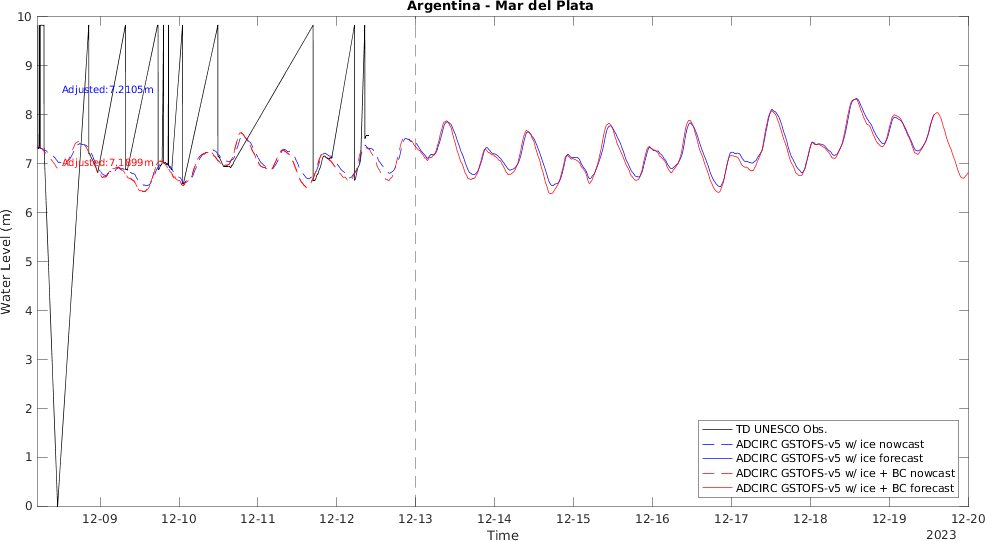 Argentina - Mar del Plata
10
9
8
7
6
5
4
3
2
1
0
Water Level (m)
Adjusted:7.2105m
Adjusted:7.1899m
TD UNESCO Obs.
ADCIRC GSTOFS-v5 w/ ice nowcast
ADCIRC GSTOFS-v5 w/ ice forecast
ADCIRC GSTOFS-v5 w/ ice + BC nowcast
ADCIRC GSTOFS-v5 w/ ice + BC forecast
12-09 12-10 12-11 12-12 12-13 12-14 12-15 12-16 12-17 12-18 12-19 12-20
Time
2023